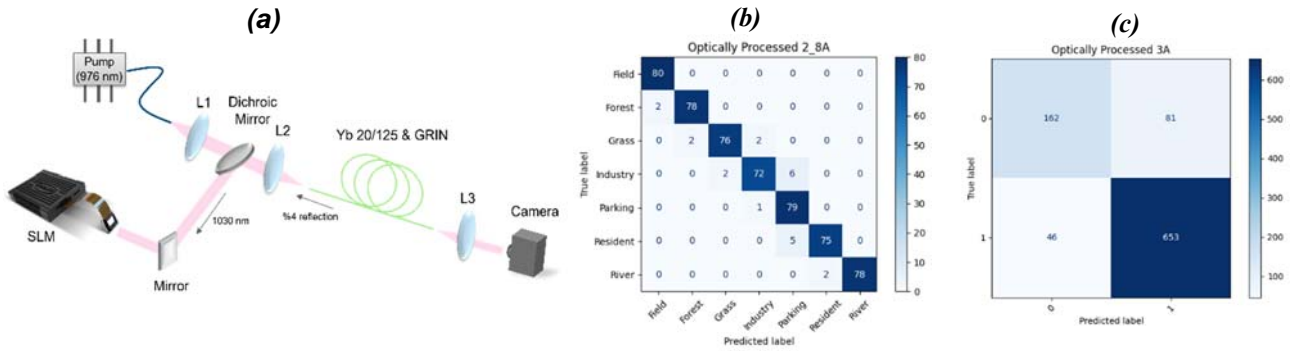 (a)
Pump
(976 nm)
L1
Dichroic
Mirror
L2
Yb 20/125 & GRIN
L3
Camera
%4 reflection
1030 nm
SLM
Mirror
(b)
Optically Processed 2_8A
True label
Field 80 0 0 0 0 0 0
Forest 2 78 0 0 0 0 0
Grass 0 2 76 2 0 0 0
Industry 0 0 2 72 6 0 0
Parking 0 0 0 1 79 0 0
Resident 0 0 0 0 5 75 0
River 0 0 0 0 0 2 78
Field Forest Grass Industry Parking Resident River
Predicted label
80
70
60
50
40
30
20
10
0
(c)
Optically Processed 3A
True label
0 162 81
1 46 653
0 1
Predicted label
600
500
400
300
200
100